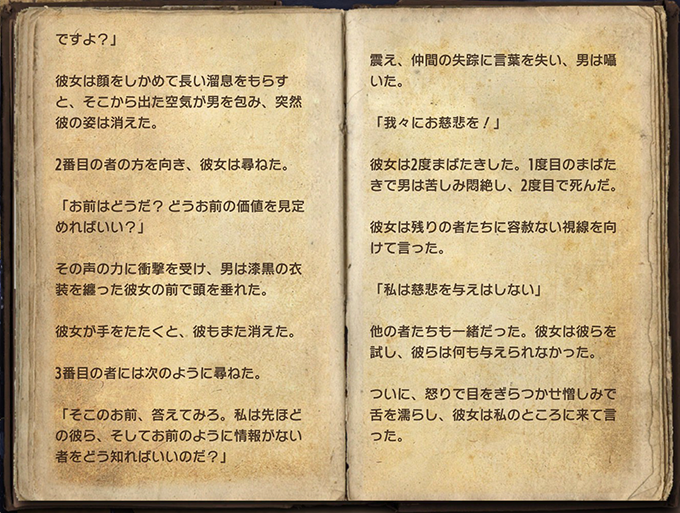 ですよ？」
彼女は顔をしかめて長い溜息をもらす
と、そこから出た空気が男を包み、突然
彼の姿は消えた。
2番目の者の方を向き、彼女は尋ねた。
「お前はどうだ？ どうお前の価値を見定
めればいい？」
その声の力に衝撃を受け、男は漆黒の衣
装を纏った彼女の前で頭を垂れた。
彼女が手をたたくと、彼もまた消えた。
3番目の者には次のように尋ねた。
「そこのお前、答えてみろ。私は先ほど
の彼ら、そしてお前のように情報がない
者をどう知ればいいのだ？」
震え、仲間の失踪に言葉を失い、男は囁
いた。
「我々にお慈悲を！」
彼女は2度まばたきした。1度目のまばた
きで男は苦しみ悶絶し、2度目で死んだ。
彼女は残りの者たちに容赦ない視線を向
けて言った。
「私は慈悲を与えはしない」
他の者たちも一緒だった。彼女は彼らを
試し、彼らは何も与えられなかった。
ついに、怒りで目をぎらつかせ憎しみで
舌を濡らし、彼女は私のところに来て言
った。